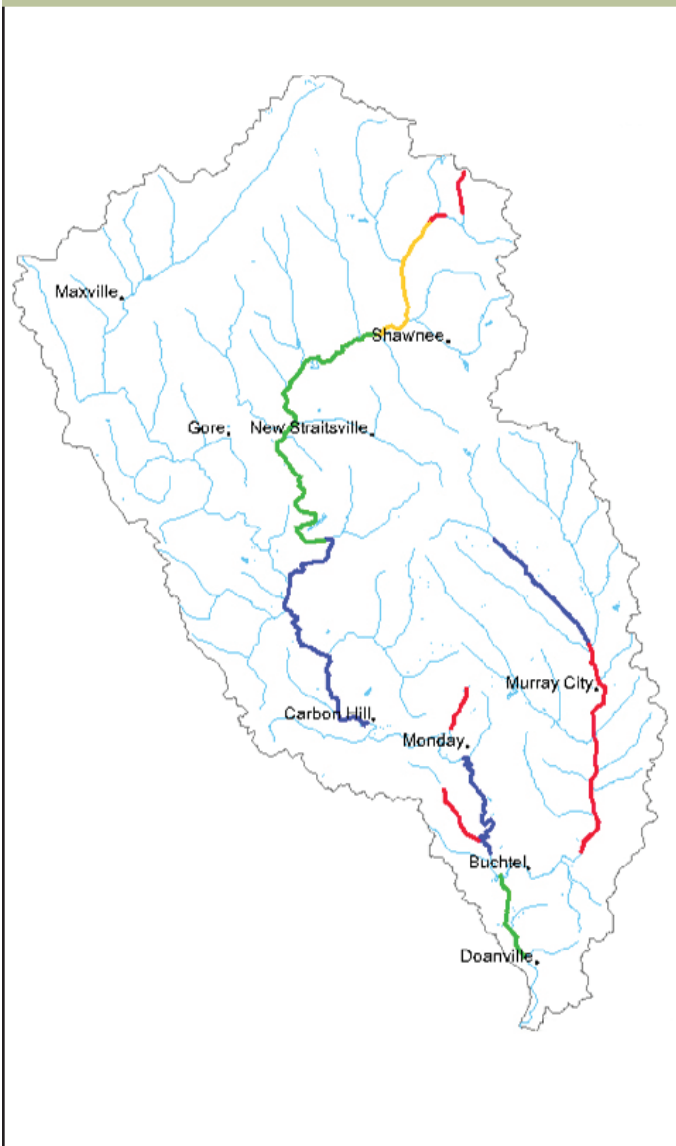 Maxville
Shawnee
Gore
New Straitsville
Murray City
Carbon Hill
Monday
Buchtel
Doanville